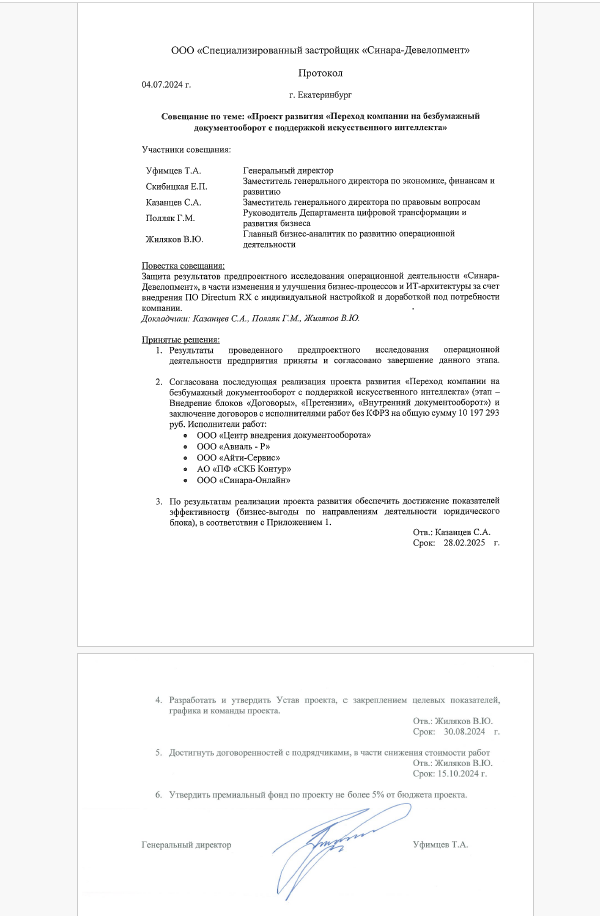 ООО «Специализированный застройщик «Синара-Девелопмент»
Протокол
04.07.2024 г.
г. Екатеринбург
Совещание по теме: «Проект развития «Переход компании на безбумажный
документооборот с поддержкой искусственного интеллекта»
Участники совещания:
Уфимцев Т.А. Генеральный директор
Скибицкая Е.П. Заместитель генерального директора по экономике, финансам и
развитию
Казанцев С.А. Заместитель генерального директора по правовым вопросам
Поляк Г.М. Руководитель Департамента цифровой трансформации и
развития бизнеса
Жиляков В.Ю. Главный бизнес-аналитик по развитию операционной
деятельности
Повестка совещания:
Защита результатов предпроектного исследования операционной деятельности «Синара-
Девелопмент», в части изменения и улучшения бизнес-процессов и ИТ-архитектуры за счет
внедрения ПО Directum RX с индивидуальной настройкой и доработкой под потребности
компании.
Докладчики: Казанцев С.А., Поляк Г.М., Жиляков В.Ю.
Принятые решения:
1. Результаты проведенного предпроектного исследования операционной
деятельности предприятия приняты и согласовано завершение данного этапа.
2. Согласована последующая реализация проекта развития «Переход компании на
безбумажный документооборот с поддержкой искусственного интеллекта» (этап –
Внедрение блоков «Договоры», «Претензии», «Внутренний документооборот») и
заключение договоров с исполнителями работ без КФРЗ на общую сумму 10 197 293
руб. Исполнители работ:
• ООО «Центр внедрения документооборота»
• ООО «Авиаль - Р»
• ООО «Айти-Сервис»
• АО «ПФ «СКБ Контур»
• ООО «Синара-Онлайн»
3. По результатам реализации проекта развития обеспечить достижение показателей
эффективности (бизнес-выгоды по направлениям деятельности юридического
блока), в соответствии с Приложением 1.
Отв.: Казанцев С.А.
Срок: 28.02.2025 г.
4. Разработать и утвердить Устав проекта, с закреплением целевых показателей,
графика и команды проекта.
Отв.: Жиляков В.Ю.
Срок: 30.08.2024 г.
5. Достигнуть договоренностей с подрядчиками, в части снижения стоимости работ
Отв.: Жиляков В.Ю.
Срок: 15.10.2024 г.
6. Утвердить премиальный фонд по проекту не более 5% от бюджета проекта.
Генеральный директор Уфимцев Т.А.